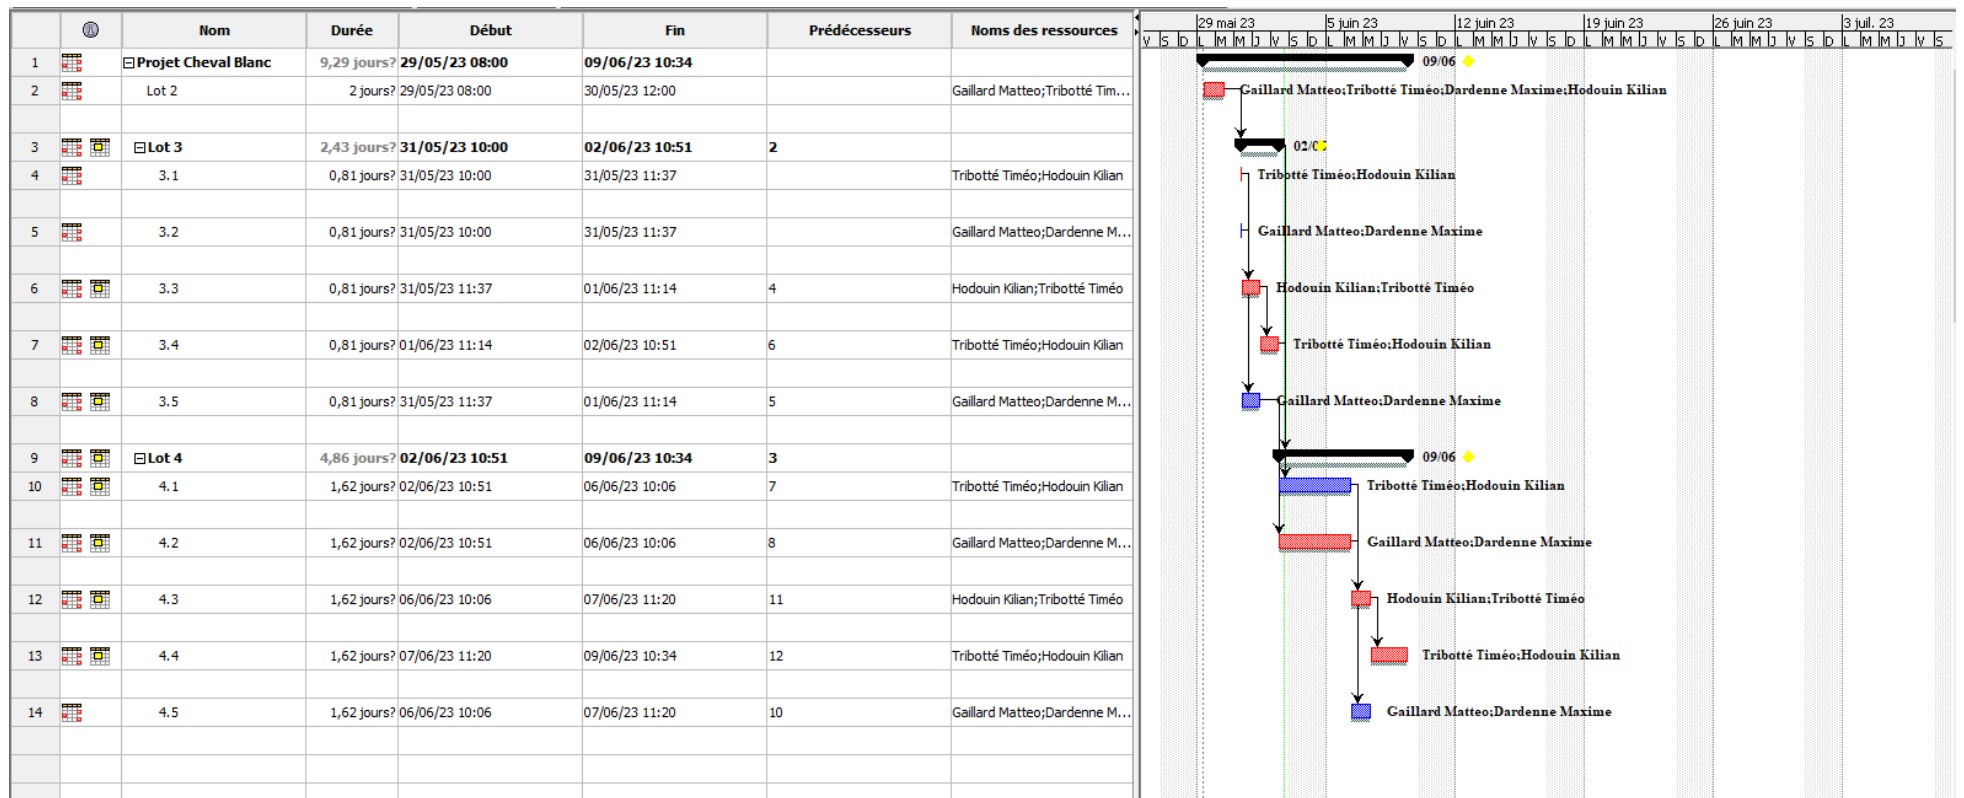 Nom Durée Début Fin Prédécesseurs Noms des ressources
29 mai 23 5 juin 23 12 juin 23 19 juin 23 26 juin 23 3 juil. 23
V S D L M M J V S D L M M J V S D L M M J V S D L M M J V S D L M M J V S D L M M J V S
1 Projet Cheval Blanc 9,29 jours? 29/05/23 08:00 09/06/23 10:34 09/06
2 Lot 2 2 jours? 29/05/23 08:00 30/05/23 12:00 Gaillard Matteo;Tribotté Tim... Gaillard Matteo;Tribotté Timéo;Dardenne Maxime;Hodouin Kilian
3 Lot 3 2,43 jours? 31/05/23 10:00 02/06/23 10:51 2
4 3.1 0,81 jours? 31/05/23 10:00 31/05/23 11:37 Tribotté Timéo;Hodouin Kilian Tribotté Timéo;Hodouin Kilian
5 3.2 0,81 jours? 31/05/23 10:00 31/05/23 11:37 Gaillard Matteo;Dardenne M... Gaillard Matteo;Dardenne Maxime
6 3.3 0,81 jours? 31/05/23 11:37 01/06/23 11:14 4 Hodouin Kilian;Tribotté Timéo Hodouin Kilian;Tribotté Timéo
7 3.4 0,81 jours? 01/06/23 11:14 02/06/23 10:51 6 Tribotté Timéo;Hodouin Kilian Tribotté Timéo;Hodouin Kilian
8 3.5 0,81 jours? 31/05/23 11:37 01/06/23 11:14 5 Gaillard Matteo;Dardenne M... Gaillard Matteo;Dardenne Maxime
9 Lot 4 4,86 jours? 02/06/23 10:51 09/06/23 10:34 3 09/06
10 4.1 1,62 jours? 02/06/23 10:51 06/06/23 10:06 7 Tribotté Timéo;Hodouin Kilian Tribotté Timéo;Hodouin Kilian
11 4.2 1,62 jours? 02/06/23 10:51 06/06/23 10:06 8 Gaillard Matteo;Dardenne M... Gaillard Matteo;Dardenne Maxime
12 4.3 1,62 jours? 06/06/23 10:06 07/06/23 11:20 11 Hodouin Kilian;Tribotté Timéo Hodouin Kilian;Tribotté Timéo
13 4.4 1,62 jours? 07/06/23 11:20 09/06/23 10:34 12 Tribotté Timéo;Hodouin Kilian Tribotté Timéo;Hodouin Kilian
14 4.5 1,62 jours? 06/06/23 10:06 07/06/23 11:20 10 Gaillard Matteo;Dardenne M... Gaillard Matteo;Dardenne Maxime